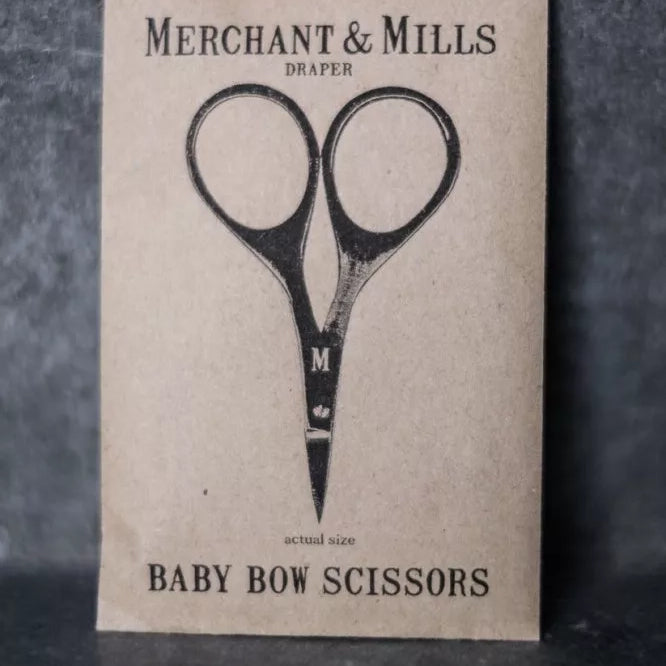 MERCHANT & MILLS
DRAPER
M
actual size
BABY BOW SCISSORS